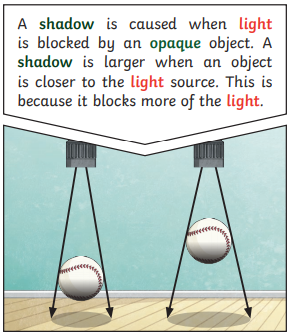 A shadow is caused when light
is blocked by an opaque object. A
shadow is larger when an object
is closer to the light source. This is
because it blocks more of the light.